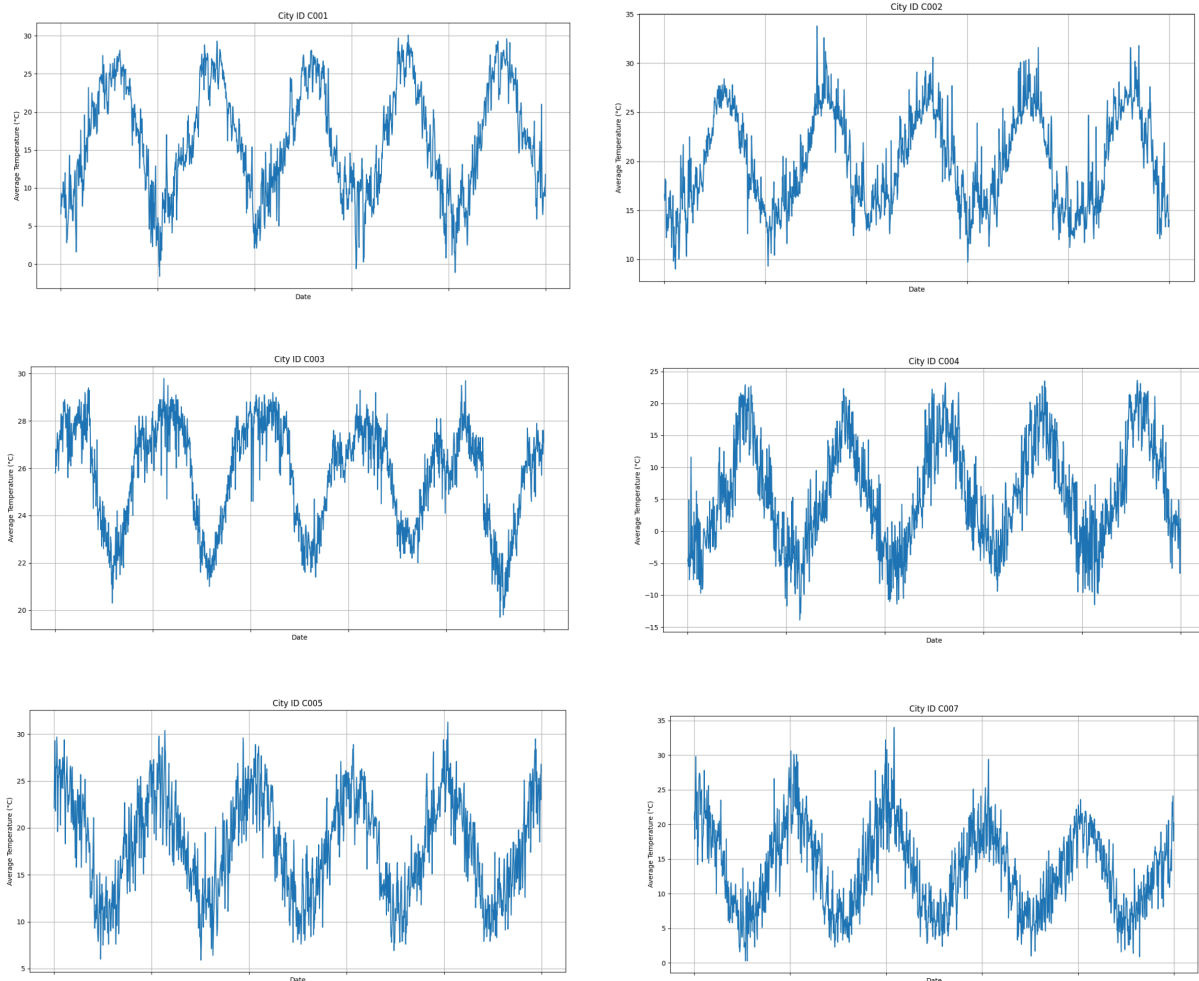 City ID C001
30
25
20
15
10
5
0
Average Temperature (°C)
Date
City ID C002
35
30
25
20
15
10
Average Temperature (°C)
Date
City ID C003
30
28
26
24
22
20
Average Temperature (°C)
Date
City ID C004
25
20
15
10
5
0
−5
−10
−15
Average Temperature (°C)
Date
City ID C005
30
25
20
15
10
5
Average Temperature (°C)
Date
City ID C007
35
30
25
20
15
10
5
0
Average Temperature (°C)
Date